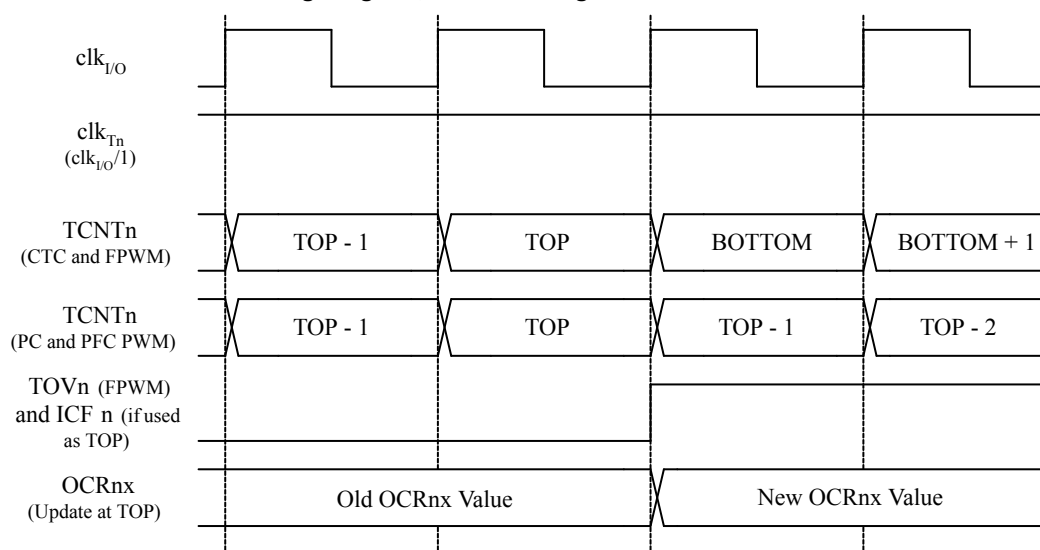 clkI/O
clkTn
(clkI/O/1)
TCNTn
(CTC and FPWM)
TOP - 1
TOP
BOTTOM
BOTTOM + 1
TCNTn
(PC and PFC PWM)
TOP - 1
TOP
TOP - 1
TOP - 2
TOVn (FPWM)
and ICF n (if used
as TOP)
OCRnx
(Update at TOP)
Old OCRnx Value
New OCRnx Value